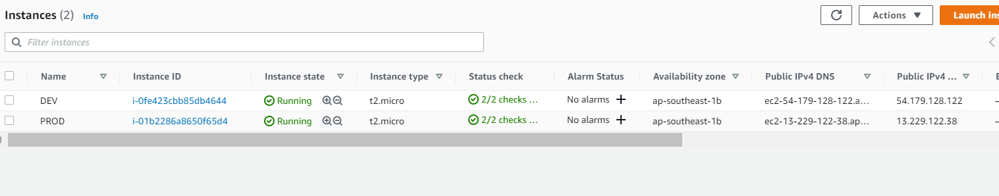 Instances (2) Info Actions Launch ins
Filter instances
Name Instance ID Instance state Instance type Status check Alarm Status Availability zone Public IPv4 DNS Public IPv4 ...
DEV i-0fe423cbb85db4644 Running t2.micro 2/2 checks ... No alarms + ap-southeast-1b ec2-54-179-128-122.a... 54.179.128.122 –
PROD i-01b2286a8650f65d4 Running t2.micro 2/2 checks ... No alarms + ap-southeast-1b ec2-13-229-122-38.ap... 13.229.122.38 –